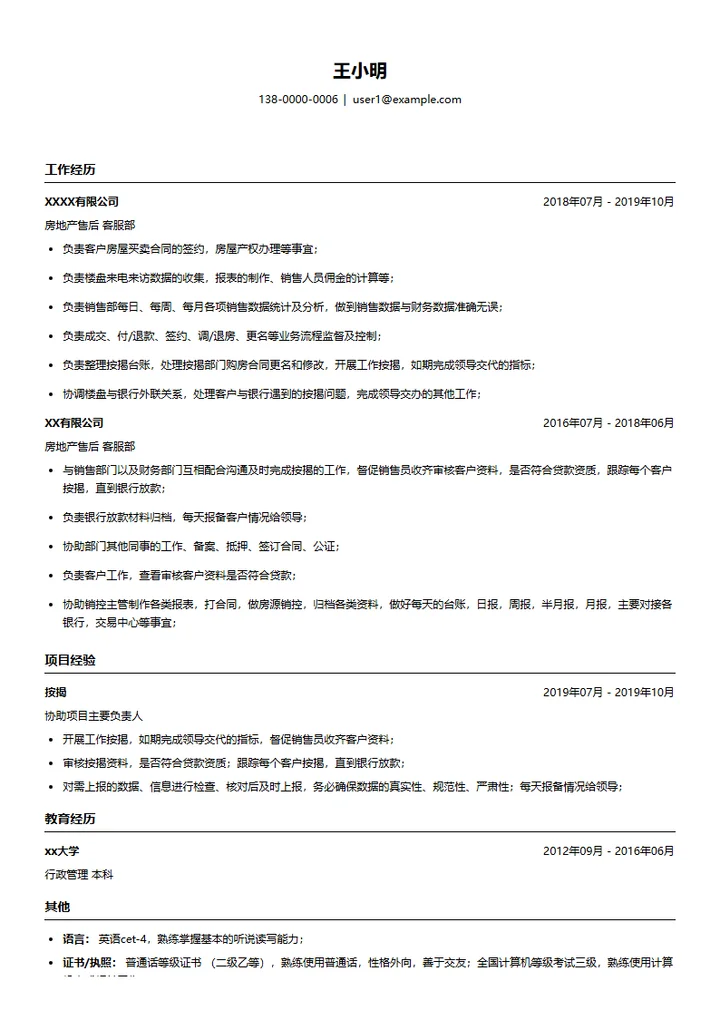 王小明
138-0000-0006 | user1@example.com
工作经历
XXXX有限公司 2018年07月 - 2019年10月
房地产售后 客服部
• 负责客户房屋买卖合同的签约，房屋产权办理等事宜；
• 负责楼盘来电来访数据的收集，报表的制作、销售人员佣金的计算等；
• 负责销售部每日、每周、每月各项销售数据统计及分析，做到销售数据与财务数据准确无误；
• 负责成交、付/退款、签约、调/退房、更名等业务流程监督及控制；
• 负责整理按揭台账，处理按揭部门购房合同更名和修改，开展工作按揭，如期完成领导交代的指标；
• 协调楼盘与银行外联关系，处理客户与银行遇到的按揭问题，完成领导交办的其他工作；
XX有限公司 2016年07月 - 2018年06月
房地产售后 客服部
• 与销售部门以及财务部门互相配合沟通及时完成按揭的工作，督促销售员收齐审核客户资料，是否符合贷款资质，跟踪每个客户
按揭，直到银行放款；
• 负责银行放款材料归档，每天报备客户情况给领导；
• 协助部门其他同事的工作、备案、抵押、签订合同、公证；
• 负责客户工作，查看审核客户资料是否符合贷款；
• 协助销控主管制作各类报表，打合同，做房源销控，归档各类资料，做好每天的台账，日报，周报，半月报，月报，主要对接各
银行，交易中心等事宜；
项目经验
按揭 2019年07月 - 2019年10月
协助项目主要负责人
• 开展工作按揭，如期完成领导交代的指标，督促销售员收齐客户资料；
• 审核按揭资料，是否符合贷款资质；跟踪每个客户按揭，直到银行放款；
• 对需上报的数据、信息进行检查、核对后及时上报，务必确保数据的真实性、规范性、严肃性；每天报备情况给领导；
教育经历
xx大学 2012年09月 - 2016年06月
行政管理 本科
其他
• 语言： 英语cet-4，熟练掌握基本的听说读写能力；
• 证书/执照： 普通话等级证书 （二级乙等），熟练使用普通话，性格外向，善于交友；全国计算机等级考试三级，熟练使用计算